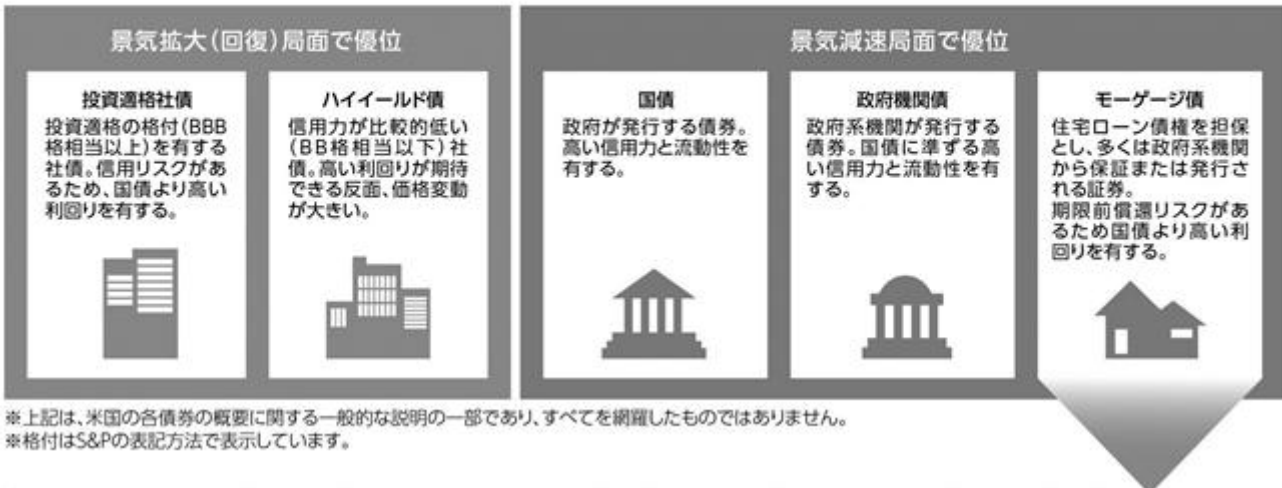 景気拡大(回復)局面で優位
投資適格社債
投資適格の格付(BBB
格相当以上)を有する
社債。信用リスクがあ
るため、国債より高い
利回りを有する。
ハイイールド債
信用力が比較的低い
(BB格相当以下)社
債。高い利回りが期待
できる反面、価格変動
が大きい。
景気減速局面で優位
国債
政府が発行する債券。
高い信用力と流動性を
有する。
政府機関債
政府系機関が発行する
債券。国債に準ずる高
い信用力と流動性を有
する。
モーゲージ債
住宅ローン債権を担保
とし、多くは政府系機関
から保証または発行さ
れる証券。
期限前償還リスクがあ
るため国債より高い利
回りを有する。
※上記は、米国の各債券の概要に関する一般的な説明の一部であり、すべてを網羅したものではありません。
※格付はS&Pの表記方法で表示しています。